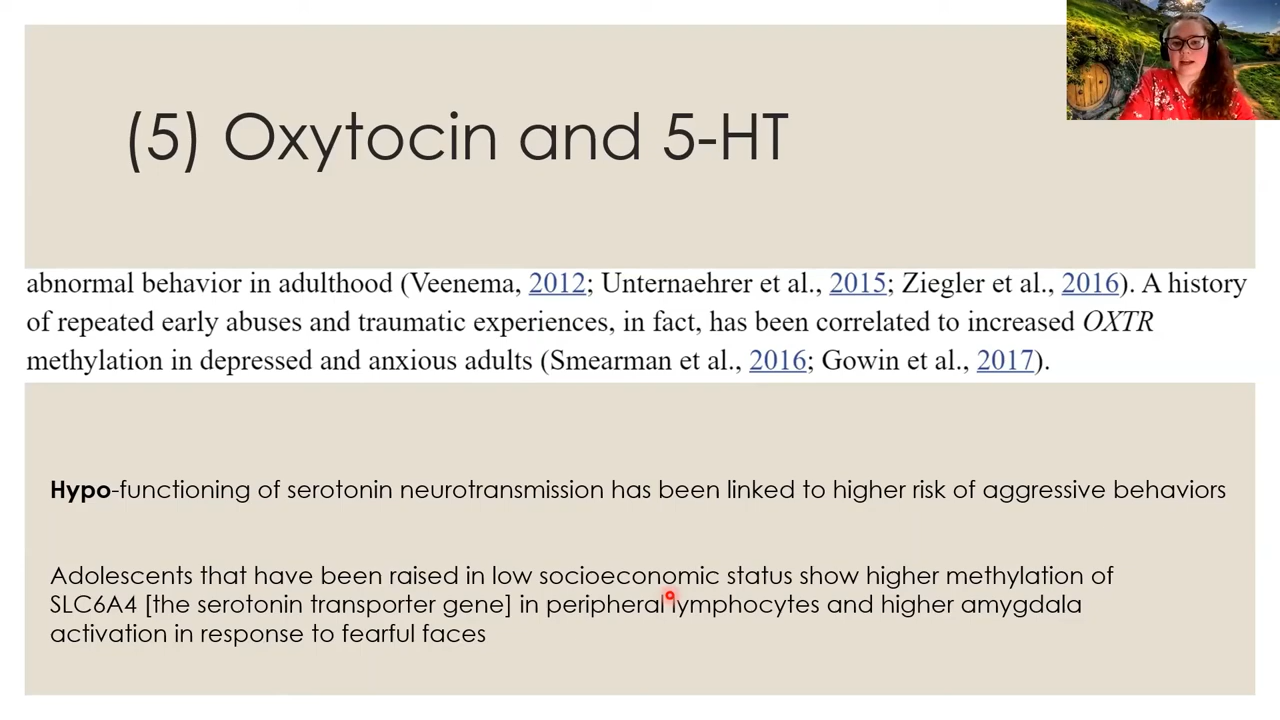 (5) Oxytocin and 5-HT
abnormal behavior in adulthood (Veenema, 2012; Unternaehrer et al., 2015; Ziegler et al., 2016). A history
of repeated early abuses and traumatic experiences, in fact, has been correlated to increased OXTR
methylation in depressed and anxious adults (Smearman et al., 2016; Gowin et al., 2017).
Hypo-functioning of serotonin neurotransmission has been linked to higher risk of aggressive behaviors
Adolescents that have been raised in low socioeconomic status show higher methylation of
SLC6A4 [the serotonin transporter gene] in peripheral lymphocytes and higher amygdala
activation in response to fearful faces